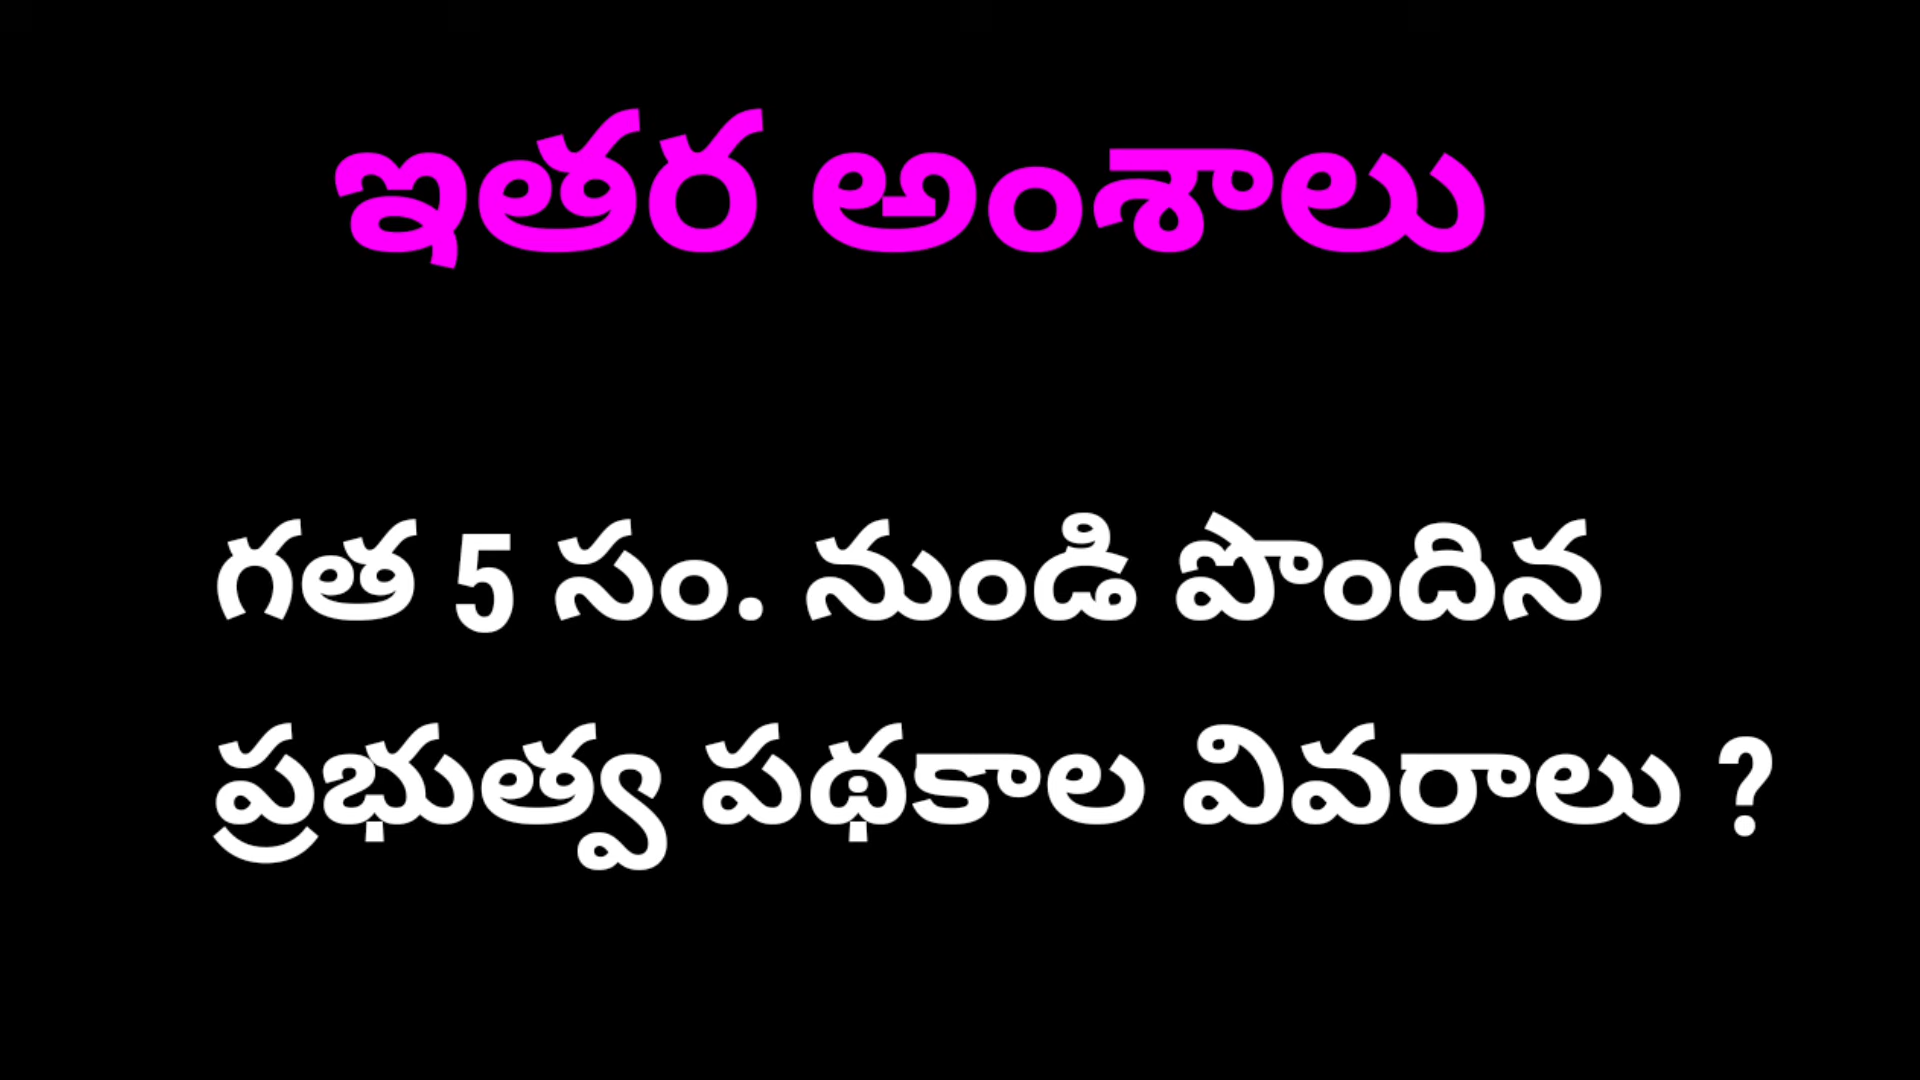 ఇతర అంశాలు
గత 5 సం. నుండి పొందిన
ప్రభుత్వ పథకాల వివరాలు ?